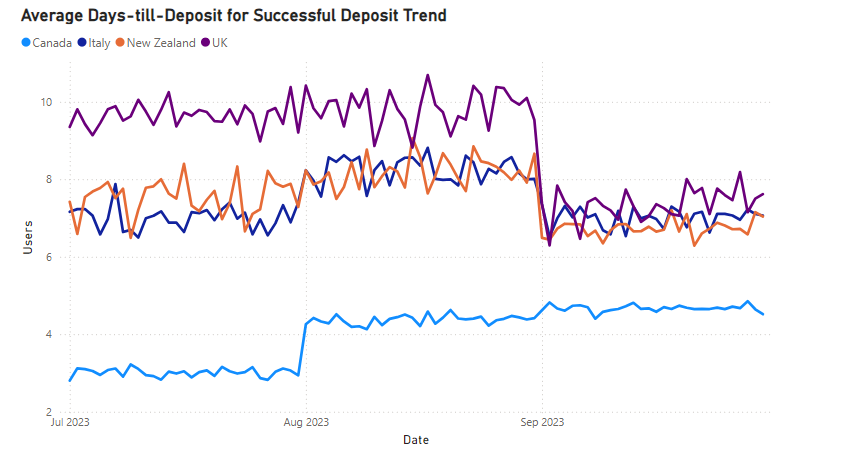 Average Days-till-Deposit for Successful Deposit Trend
Canada Italy New Zealand UK
10
8
6
4
2
Users
Jul 2023 Aug 2023 Sep 2023
Date